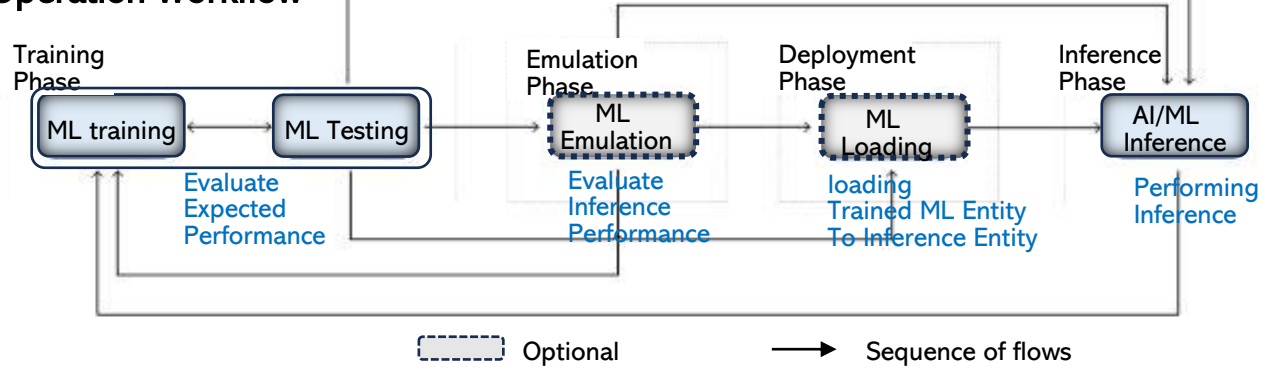 Operation Workflow
Training
Phase
ML training
ML Testing
Evaluate
Expected
Performance
Emulation
Phase
ML
Emulation
Evaluate
Inference
Performance
Deployment
Phase
ML
Loading
loading
Trained ML Entity
To Inference Entity
Inference
Phase
AI/ML
Inference
Performing
Inference
Optional
Sequence of flows